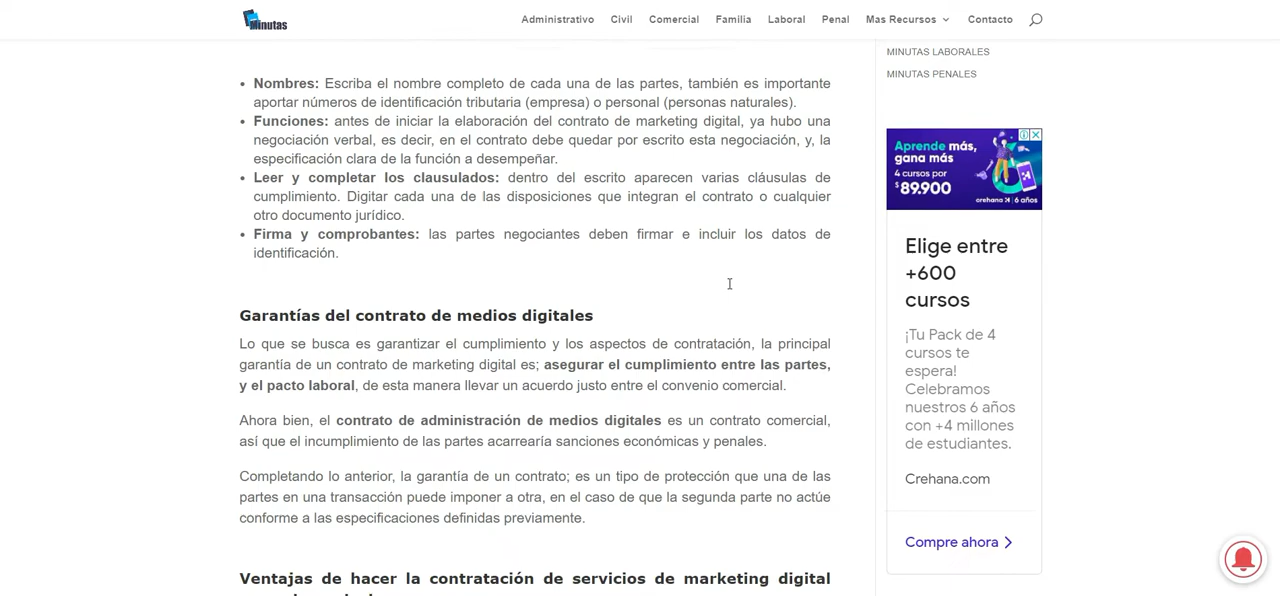 Minutas
Administrativo Civil Comercial Familia Laboral Penal Mas Recursos Contacto
Nombres: Escriba el nombre completo de cada una de las partes, también es importante
aportar números de identificación tributaria (empresa) o personal (personas naturales).
Funciones: antes de iniciar la elaboración del contrato de marketing digital, ya hubo una
negociación verbal, es decir, en el contrato debe quedar por escrito esta negociación, y, la
especificación clara de la función a desempeñar.
Leer y completar los clausulados: dentro del escrito aparecen varias cláusulas de
cumplimiento. Digitar cada una de las disposiciones que integran el contrato o cualquier
otro documento jurídico.
Firma y comprobantes: las partes negociantes deben firmar e incluir los datos de
identificación.
Garantías del contrato de medios digitales
Lo que se busca es garantizar el cumplimiento y los aspectos de contratación, la principal
garantía de un contrato de marketing digital es; asegurar el cumplimiento entre las partes,
y el pacto laboral, de esta manera llevar un acuerdo justo entre el convenio comercial.
Ahora bien, el contrato de administración de medios digitales es un contrato comercial,
así que el incumplimiento de las partes acarrearía sanciones económicas y penales.
Completando lo anterior, la garantía de un contrato; es un tipo de protección que una de las
partes en una transacción puede imponer a otra, en el caso de que la segunda parte no actúe
conforme a las especificaciones definidas previamente.
Ventajas de hacer la contratación de servicios de marketing digital
MINUTAS LABORALES
MINUTAS PENALES
Aprende más,
gana más
4 cursos por
$89.900
crehana 6 años
Elige entre
+600
cursos
¡Tu Pack de 4
cursos te
espera!
Celebramos
nuestros 6 años
con +4 millones
de estudiantes.
Crehana.com
Compre ahora